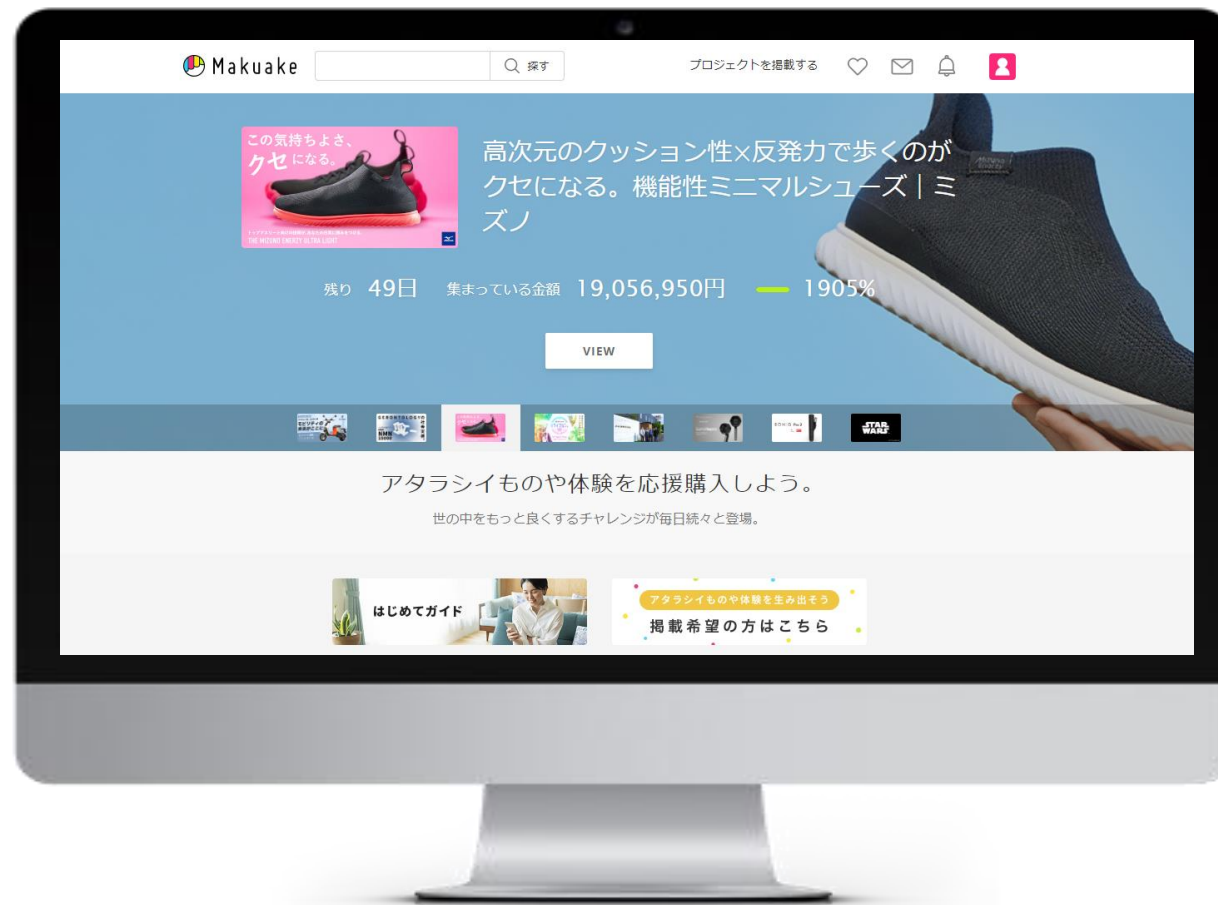 Makuake
探す
プロジェクトを掲載する
この気持ちよさ、
クセになる。
THE MIZUNO ENERZY ULTRA LIGHT
高次元のクッション性×反発力で歩くのが
クセになる。機能性ミニマルシューズ｜ミ
ズノ
残り 49日 集まっている金額 19,056,950円 1905%
VIEW
STAR
WARS
アタラシイものや体験を応援購入しよう。
世の中をもっと良くするチャレンジが毎日続々と登場。
はじめてガイド
アタラシイものや体験を生み出そう
掲載希望の方はこちら